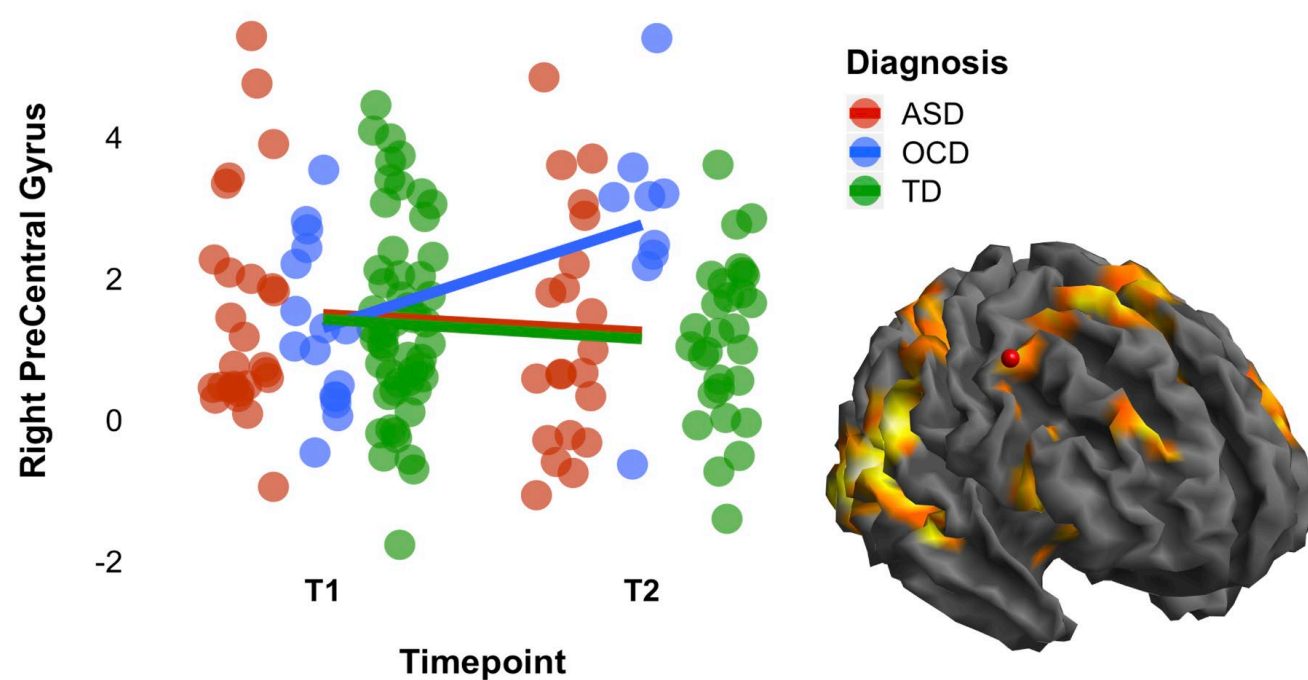 Right PreCentral Gyrus
4
2
0
-2
T1
T2
Timepoint
Diagnosis
ASD
OCD
TD